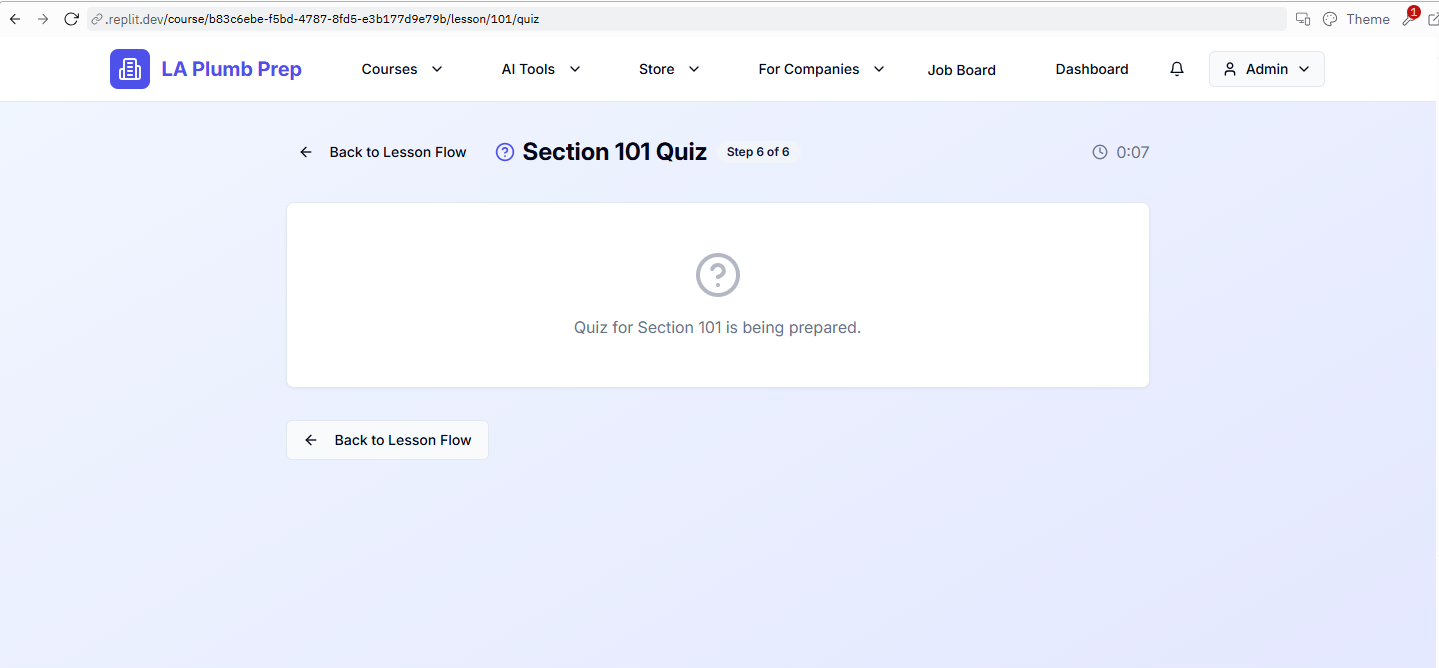 .replit.dev/course/b83c6ebe-f5bd-4787-8fd5-e3b177d9e79b/lesson/101/quiz
Theme
1
LA Plumb Prep
Courses
AI Tools
Store
For Companies
Job Board
Dashboard
Admin
Back to Lesson Flow
Section 101 Quiz
Step 6 of 6
0:07
Quiz for Section 101 is being prepared.
Back to Lesson Flow